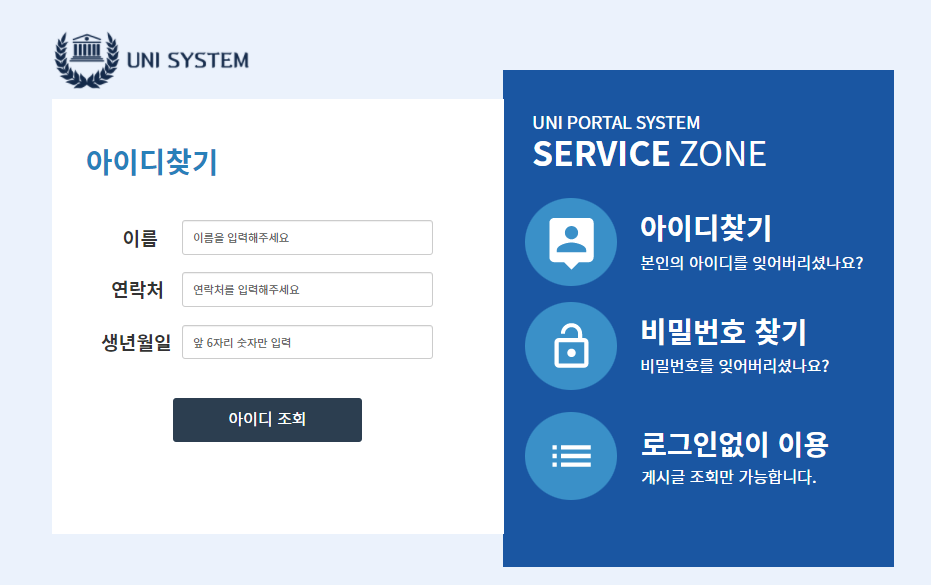 UNI SYSTEM
아이디찾기
이름
이름을 입력해주세요
연락처
연락처를 입력해주세요
생년월일
앞 6자리 숫자만 입력
아이디 조회
UNI PORTAL SYSTEM
SERVICE ZONE
아이디찾기
본인의 아이디를 잊어버리셨나요?
비밀번호 찾기
비밀번호를 잊어버리셨나요?
로그인없이 이용
게시글 조회만 가능합니다.